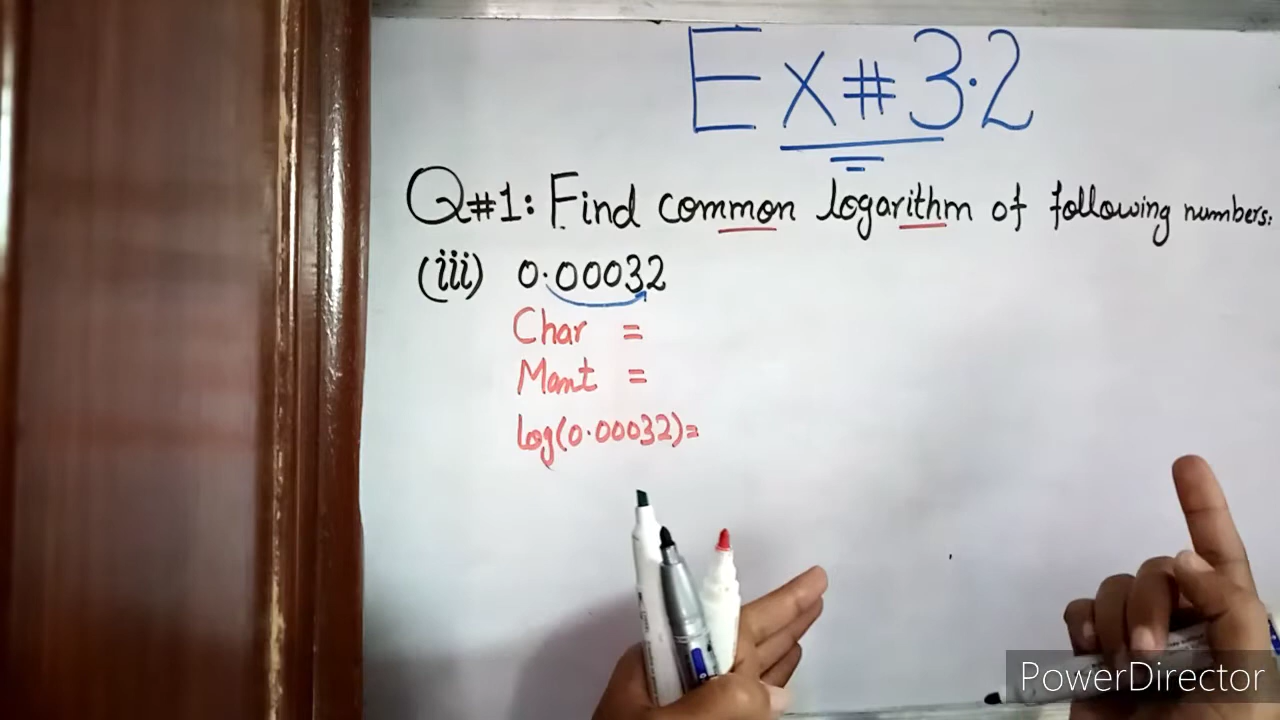 Ex#3.2
Q#1: Find common logarithm of following numbers:
(iii) 0.00032
Char =
Mant =
log(0.00032)=
PowerDirector